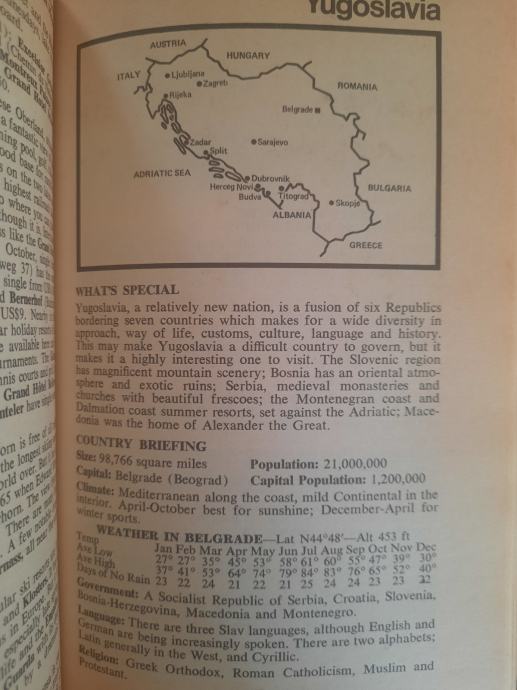 Yugoslavia
AUSTRIA
HUNGARY
ITALY
Ljubljana
Zagreb
ROMANIA
Rijeka
Belgrade
Zadar
Sarajevo
Split
ADRIATIC SEA
Dubrovnik
Herceg Novi
Titograd
BULGARIA
Budva
Skopje
ALBANIA
GREECE
WHAT'S SPECIAL
Yugoslavia, a relatively new nation, is a fusion of six Republics
bordering seven countries which makes for a wide diversity in
approach, way of life, customs, culture, language and history.
This may make Yugoslavia a difficult country to govern, but it
makes it a highly interesting one to visit. The Slovenic region
has magnificent mountain scenery; Bosnia has an oriental atmo-
sphere and exotic ruins; Serbia, medieval monasteries and
churches with beautiful frescoes; the Montenegran coast and
Dalmation coast summer resorts, set against the Adriatic; Mace-
donia was the home of Alexander the Great.
COUNTRY BRIEFING
Size: 98,766 square miles Population: 21,000,000
Capital: Belgrade (Beograd) Capital Population: 1,200,000
Climate: Mediterranean along the coast, mild Continental in the
interior. April-October best for sunshine; December-April for
winter sports.
WEATHER IN BELGRADE—Lat N44°48'—Alt 453 ft
Temp Jan Feb Mar Apr May Jun Jul Aug Sep Oct Nov Dec
Ave Low 27° 27° 35° 45° 53° 58° 61° 60° 55° 47° 39° 30°
Ave High 37° 41° 53° 64° 74° 79° 84° 83° 76° 65° 52° 40°
Days of No Rain 23 22 24 21 22 21 25 24 24 23 23 22
Government: A Socialist Republic of Serbia, Croatia, Slovenia,
Bosnia-Herzegovina, Macedonia and Montenegro.
Language: There are three Slav languages, although English and
German are being increasingly spoken. There are two alphabets;
Latin generally in the West, and Cyrillic.
Religion: Greek Orthodox, Roman Catholicism, Muslim and
Protestant.